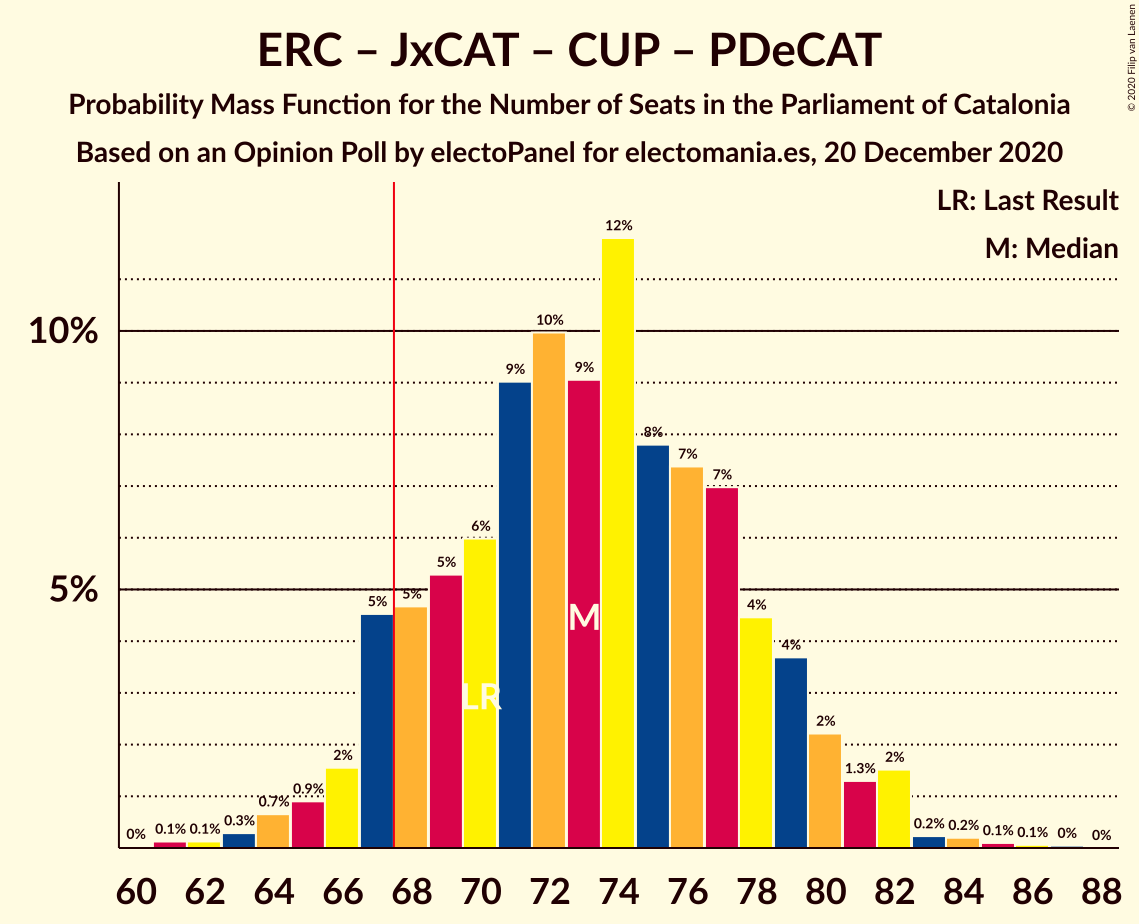 ERC – JxCAT – CUP – PDeCAT
Probability Mass Function for the Number of Seats in the Parliament of Catalonia
Based on an Opinion Poll by electoPanel for electomania.es, 20 December 2020
© 2020 Filip van Laenen
LR: Last Result
M: Median
10%
5%
0% 0.1% 0.1% 0.3% 0.7% 0.9% 2% 5% 5% 5% 6% 9% 10% 9% 12% 8% 7% 7% 4% 4% 2% 1.3% 2% 0.2% 0.2% 0.1% 0.1% 0% 0%
LR
M
60 62 64 66 68 70 72 74 76 78 80 82 84 86 88